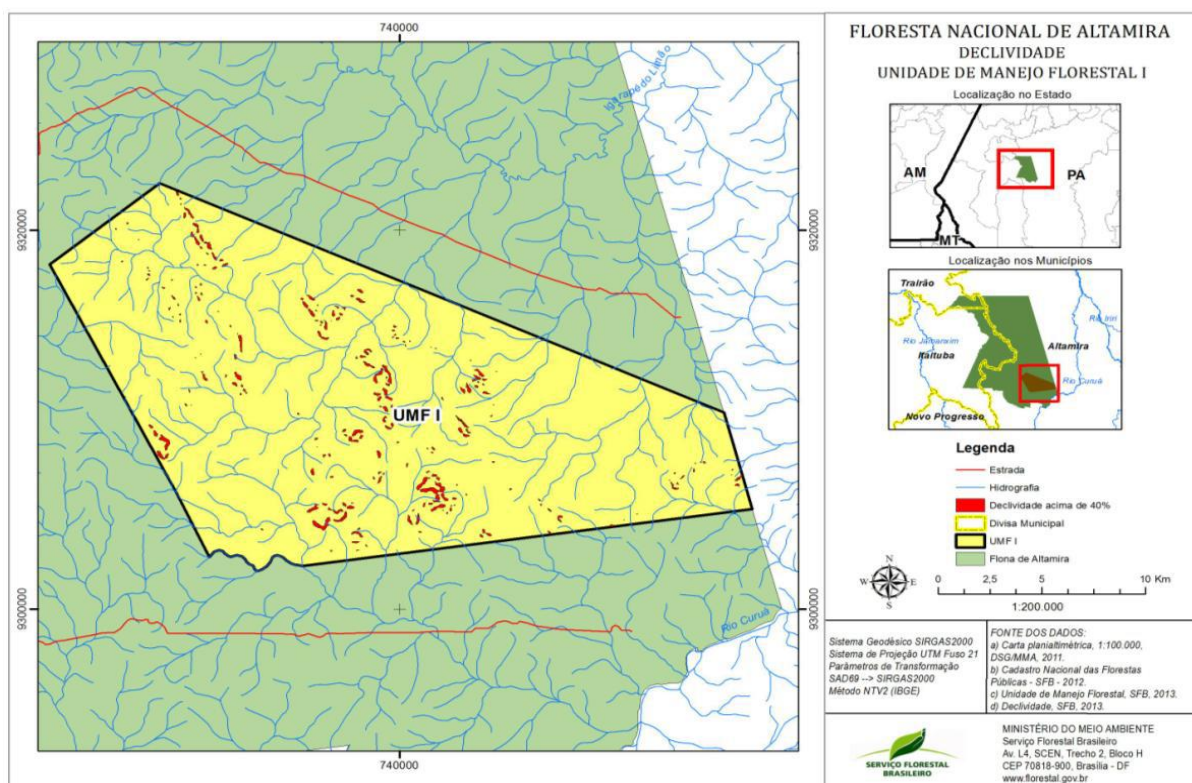 740000
9320000
9320000
Igarapé do Limão
UMF I
9300000
9300000
Rio Curuá
740000
FLORESTA NACIONAL DE ALTAMIRA
DECLIVIDADE
UNIDADE DE MANEJO FLORESTAL I
Localização no Estado
AM
PA
MT
Localização nos Municípios
Trairão
Rio Iriri
Rio Jamanxim
Altamira
Itaituba
Rio Curuá
Novo Progresso
Legenda
Estrada
Hidrografia
Declividade acima de 40%
Divisa Municipal
UMF I
Flona de Altamira
N
W E
S
0 2,5 5 10 Km
1:200.000
Sistema Geodésico SIRGAS2000
Sistema de Projeção UTM Fuso 21
Parâmetros de Transformação
SAD69 --> SIRGAS2000
Método NTV2 (IBGE)
FONTE DOS DADOS:
a) Carta planialtimétrica, 1:100.000,
DSG/MMA, 2011.
b) Cadastro Nacional das Florestas
Públicas - SFB - 2012.
c) Unidade de Manejo Florestal, SFB, 2013.
d) Declividade, SFB, 2013.
SERVIÇO FLORESTAL
BRASILEIRO
MINISTÉRIO DO MEIO AMBIENTE
Serviço Florestal Brasileiro
Av. L4, SCEN, Trecho 2, Bloco H
CEP 70818-900, Brasília - DF
www.florestal.gov.br